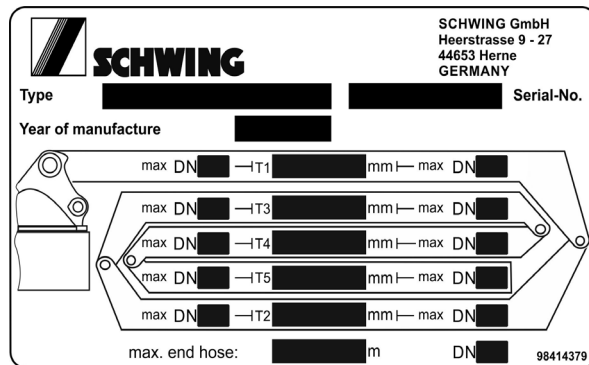 SCHWING
SCHWING GmbH
Heerstrasse 9 - 27
44653 Herne
GERMANY
Type Serial-No.
Year of manufacture
max DN T1 mm max DN
max DN T3 mm max DN
max DN T4 mm max DN
max DN T5 mm max DN
max DN T2 mm max DN
max. end hose: m DN
98414379